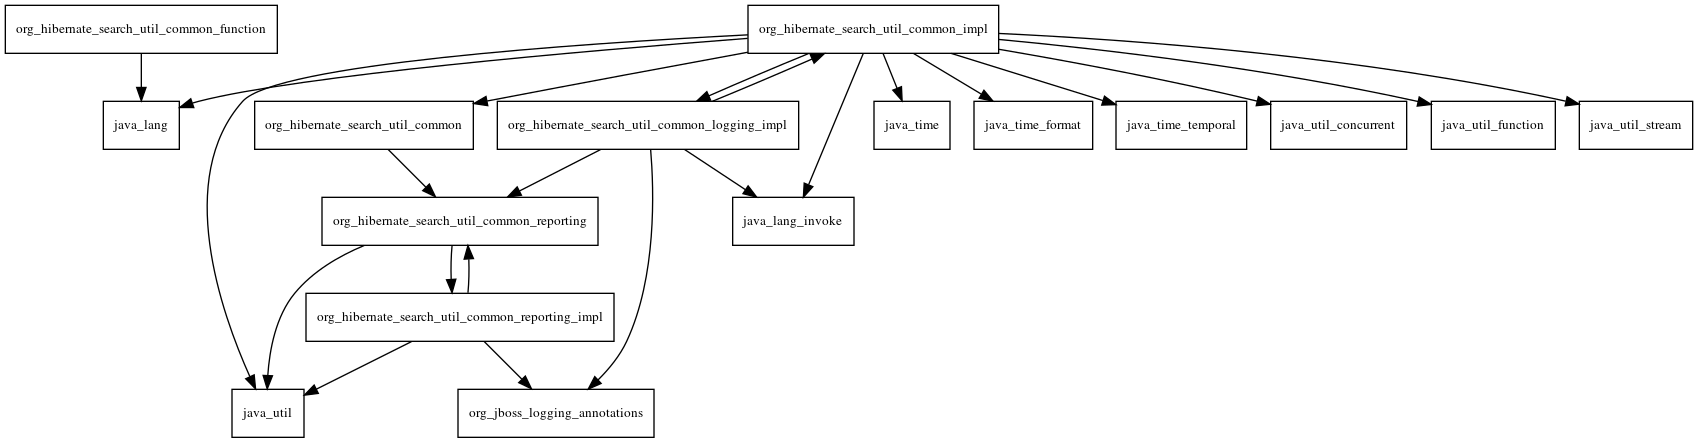 org_hibernate_search_util_common_function
org_hibernate_search_util_common_impl
java_lang
org_hibernate_search_util_common
org_hibernate_search_util_common_logging_impl
java_time
java_time_format
java_time_temporal
java_util_concurrent
java_util_function
java_util_stream
org_hibernate_search_util_common_reporting
java_lang_invoke
org_hibernate_search_util_common_reporting_impl
java_util
org_jboss_logging_annotations